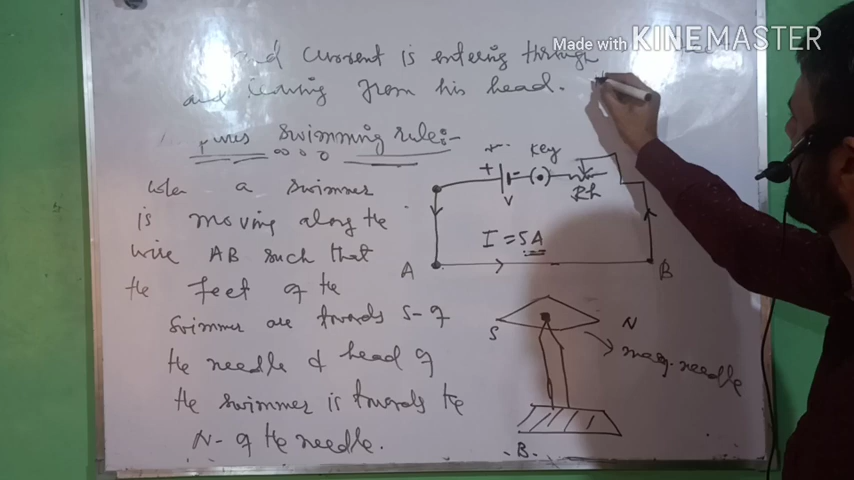 Made with KINEMASTER
and current is entering through
and leaving from his head.
swimming rule:-
when a swimmer
is moving along the
wire AB such that
the feet of the
swimmer are towards S-of
the needle & head of
the swimmer is towards the
N- of the needle.
+ - key
V Rh
I = 5A
A B
S N
mag. needle
B.